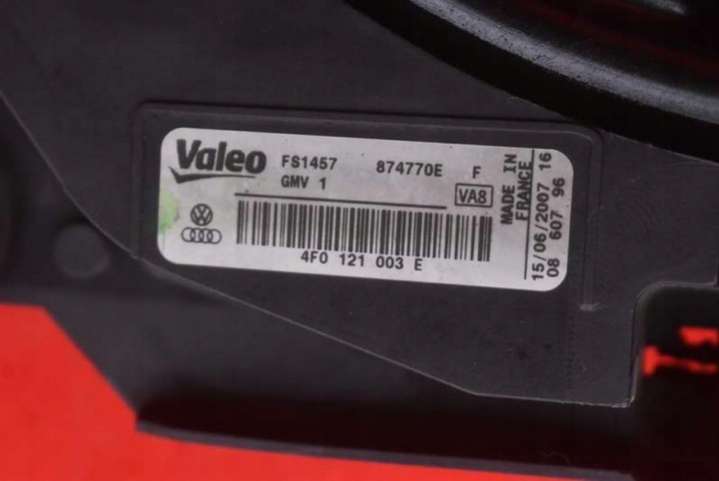 Valeo FS1457 874770E F
GMV 1 VA8
4F0 121 003 E
MADE IN
FRANCE
15/06/2007 16
08 607 96